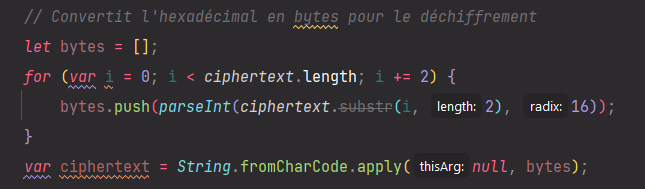 // Convertit l'hexadécimal en bytes pour le déchiffrement
let bytes = [];
for (var i = 0; i < ciphertext.length; i += 2) {
bytes.push(parseInt(ciphertext.substr(i, length: 2), radix: 16));
}
var ciphertext = String.fromCharCode.apply( thisArg: null, bytes);